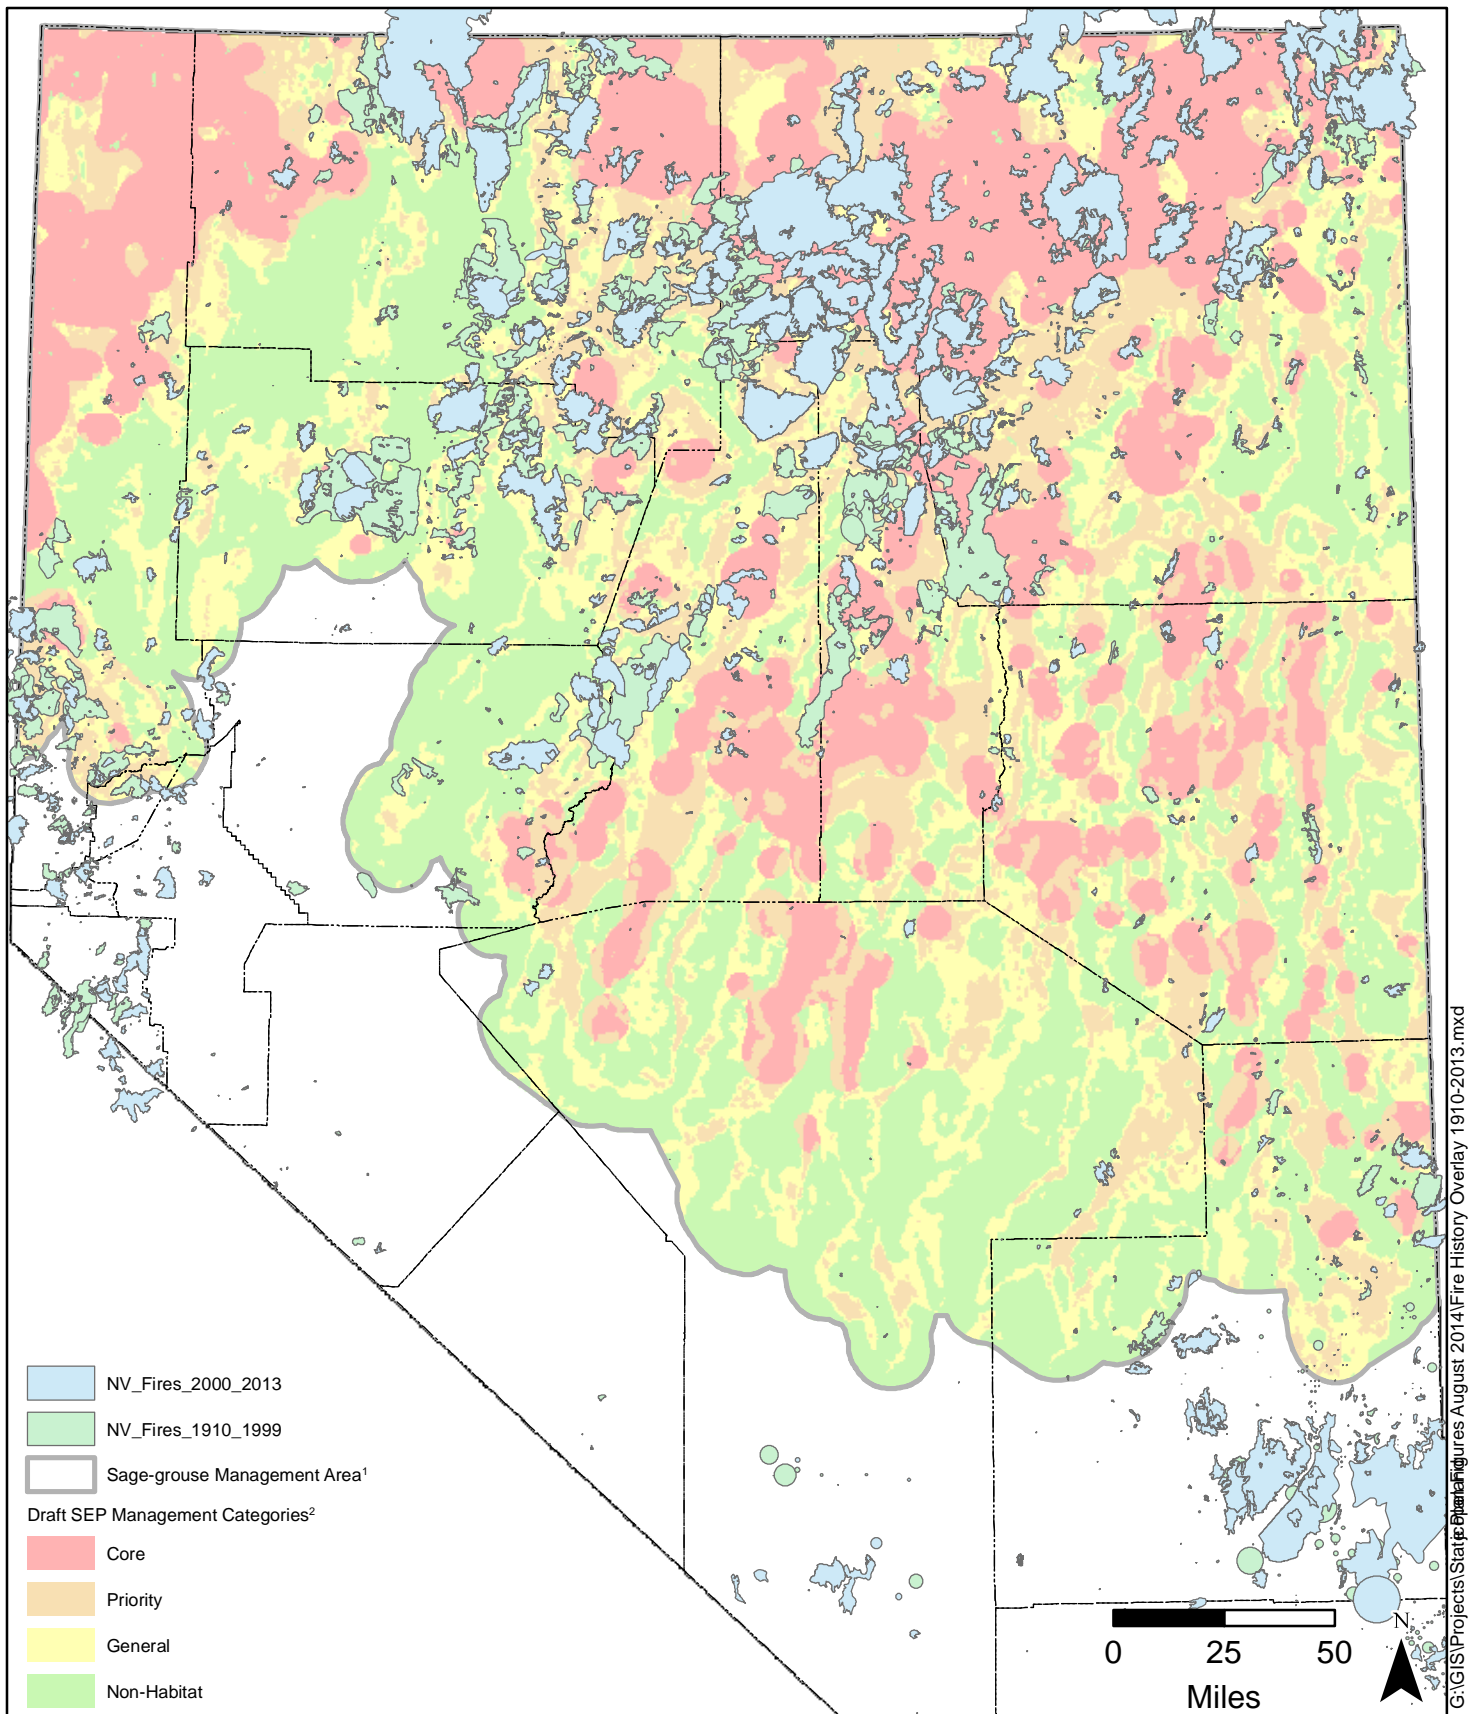 NV_Fires_2000_2013
NV_Fires_1910_1999
Sage-grouse Management Area¹
Draft SEP Management Categories²
Core
Priority
General
Non-Habitat
0 25 50
Miles
N
G:\GIS\Projects\State Figures August 2014\Fire History Overlay 1910-2013.mxd